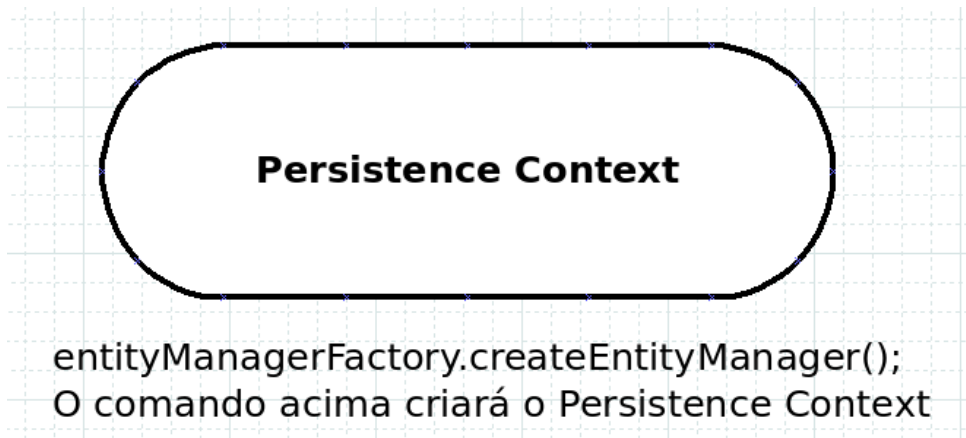 Persistence Context
entityManagerFactory.createEntityManager();
O comando acima criará o Persistence Context